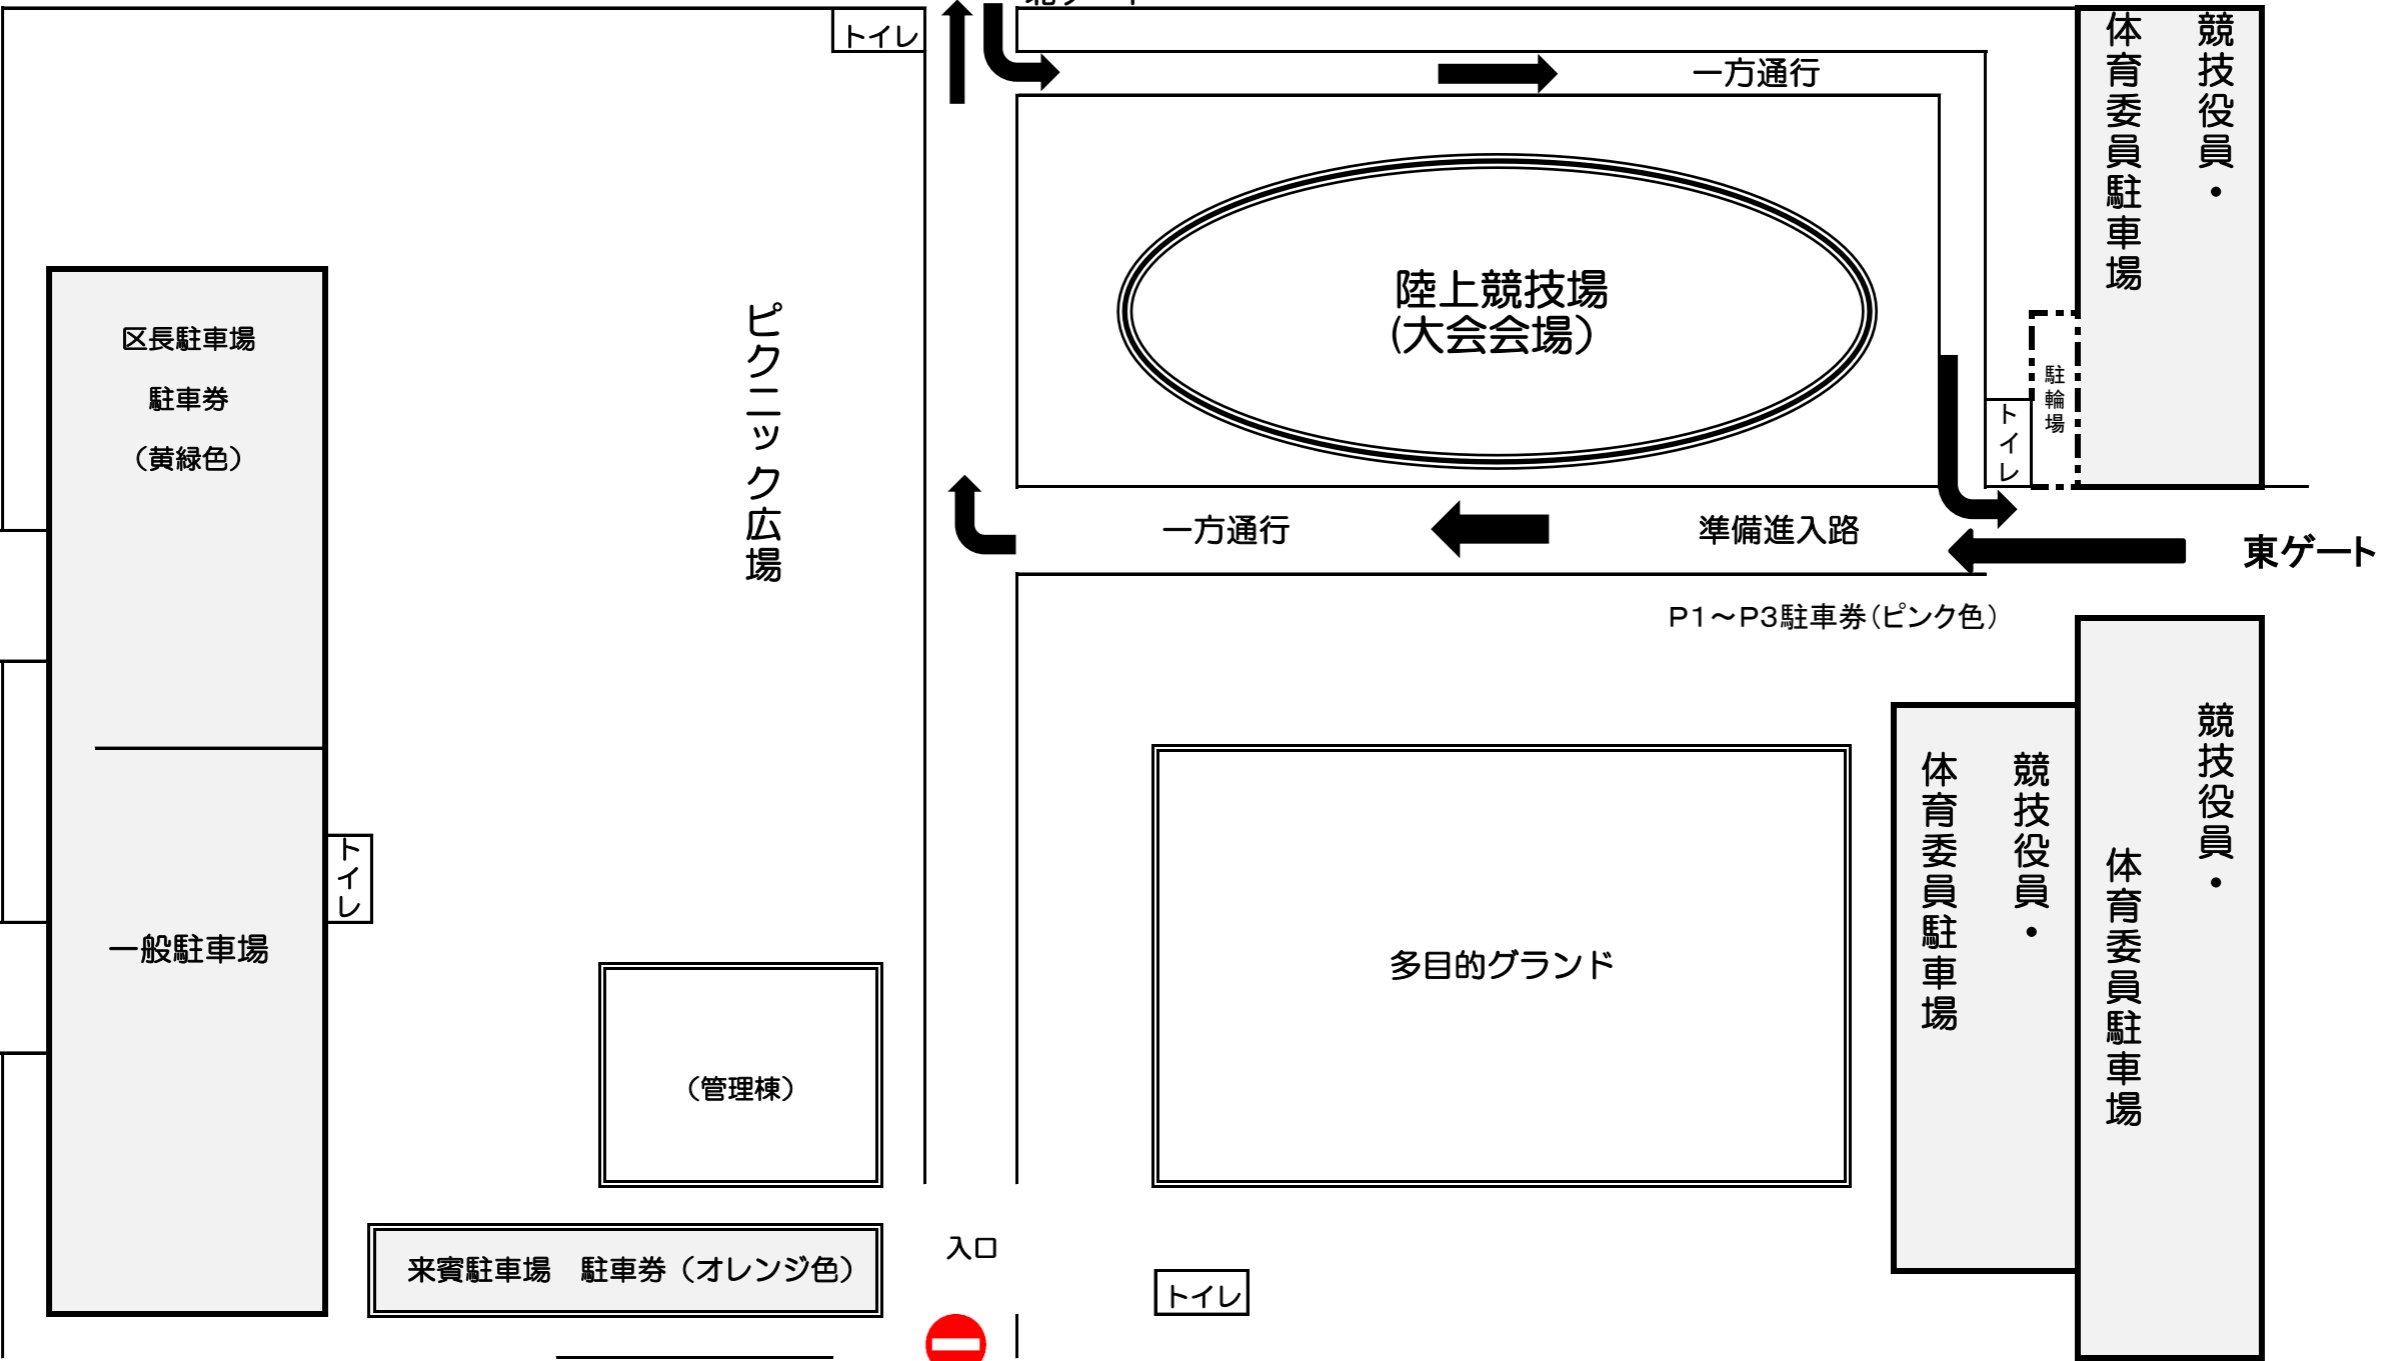 トイレ
一方通行
競技役員・
体育委員駐車場
陸上競技場
(大会会場）
区長駐車場
駐車券
（黄緑色）
ピクニック広場
駐輪場
トイレ
一方通行
準備進入路
東ゲート
P1～P3駐車券（ピンク色）
競技役員・
体育委員駐車場
競技役員・
体育委員駐車場
トイレ
一般駐車場
多目的グランド
（管理棟）
入口
来賓駐車場　駐車券（オレンジ色）
トイレ